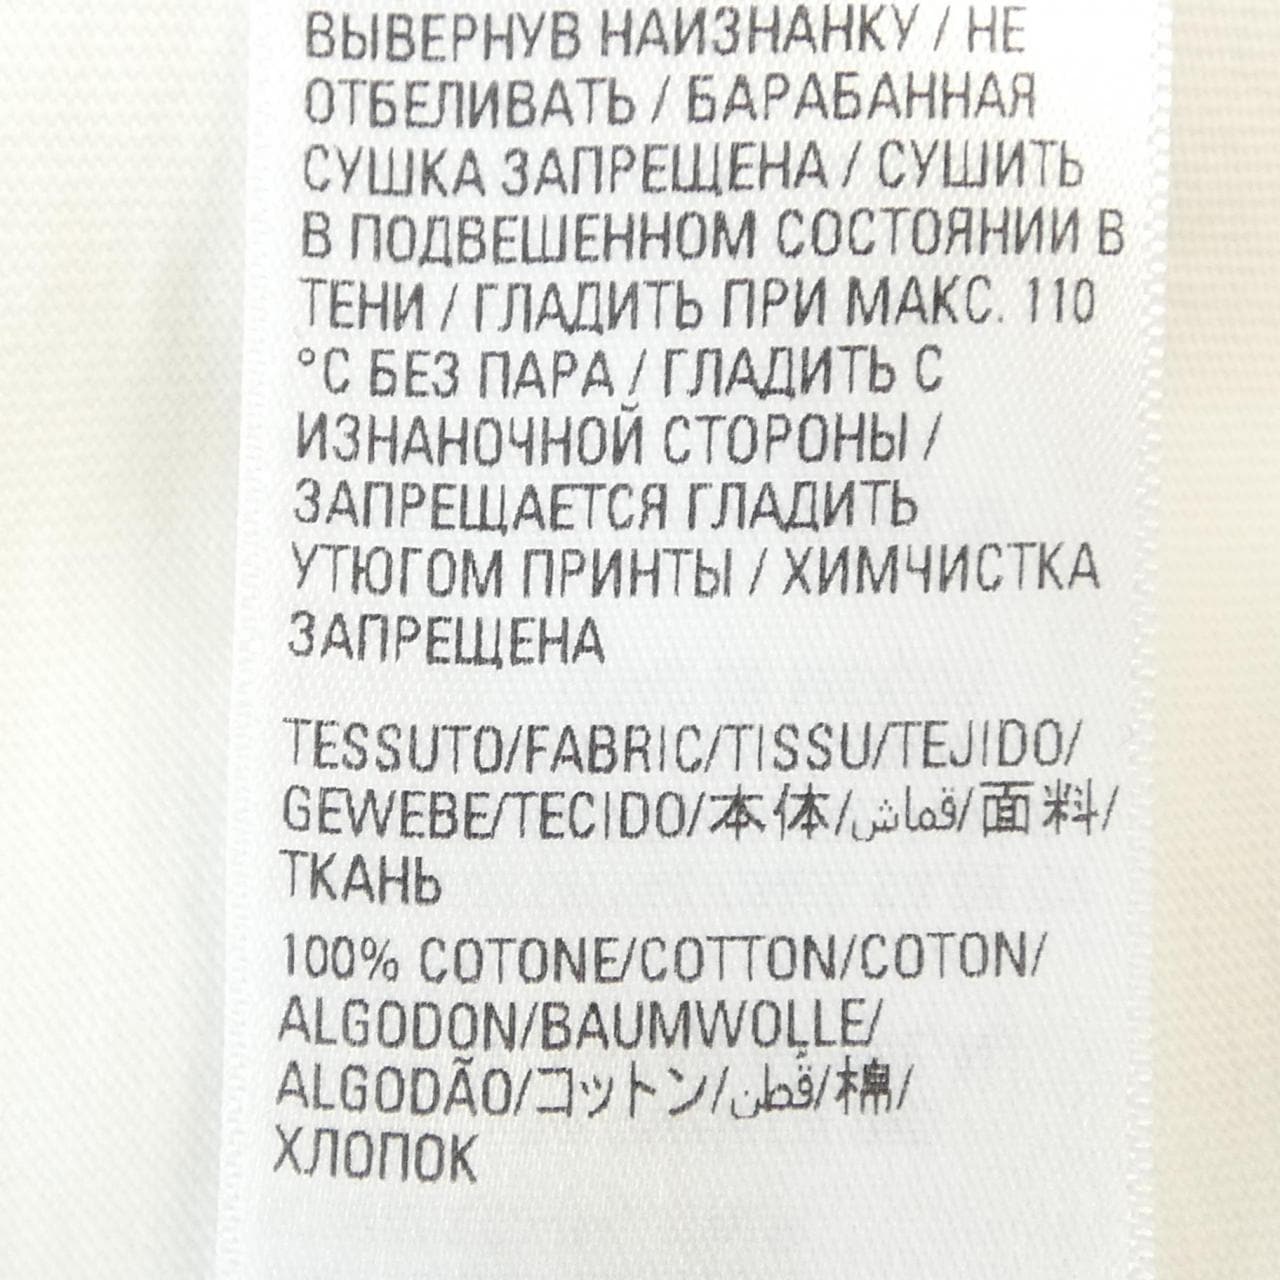 ВЫВЕРНУВ НАИЗНАНКУ / НЕ
ОТБЕЛИВАТЬ / БАРАБАННАЯ
СУШКА ЗАПРЕЩЕНА / СУШИТЬ
В ПОДВЕШЕННОМ СОСТОЯНИИ В
ТЕНИ / ГЛАДИТЬ ПРИ МАКС. 110
°С БЕЗ ПАРА / ГЛАДИТЬ С
ИЗНАНОЧНОЙ СТОРОНЫ /
ЗАПРЕЩАЕТСЯ ГЛАДИТЬ
УТЮГОМ ПРИНТЫ / ХИМЧИСТКА
ЗАПРЕЩЕНА
TESSUTO/FABRIC/TISSU/TEJIDO/
GEWEBE/TECIDO/本体/قماش/面料/
ТКАНЬ
100% COTONE/COTTON/COTON/
ALGODON/BAUMWOLLE/
ALGODÃO/コットン/قطن/棉/
ХЛОПОК